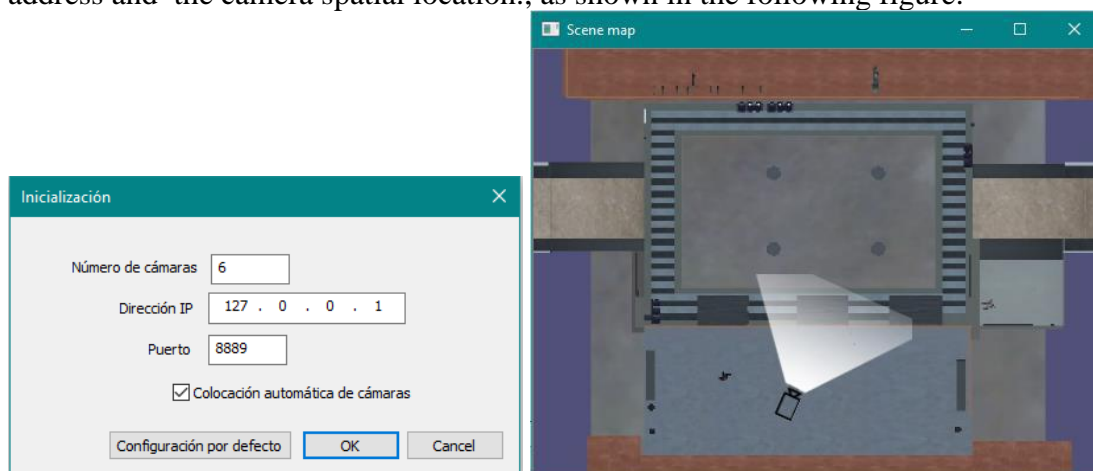 address and the camera spatial location., as shown in the following figure.
Scene map
Inicialización
Número de cámaras 6
Dirección IP 127 . 0 . 0 . 1
Puerto 8889
Colocación automática de cámaras
Configuración por defecto OK Cancel